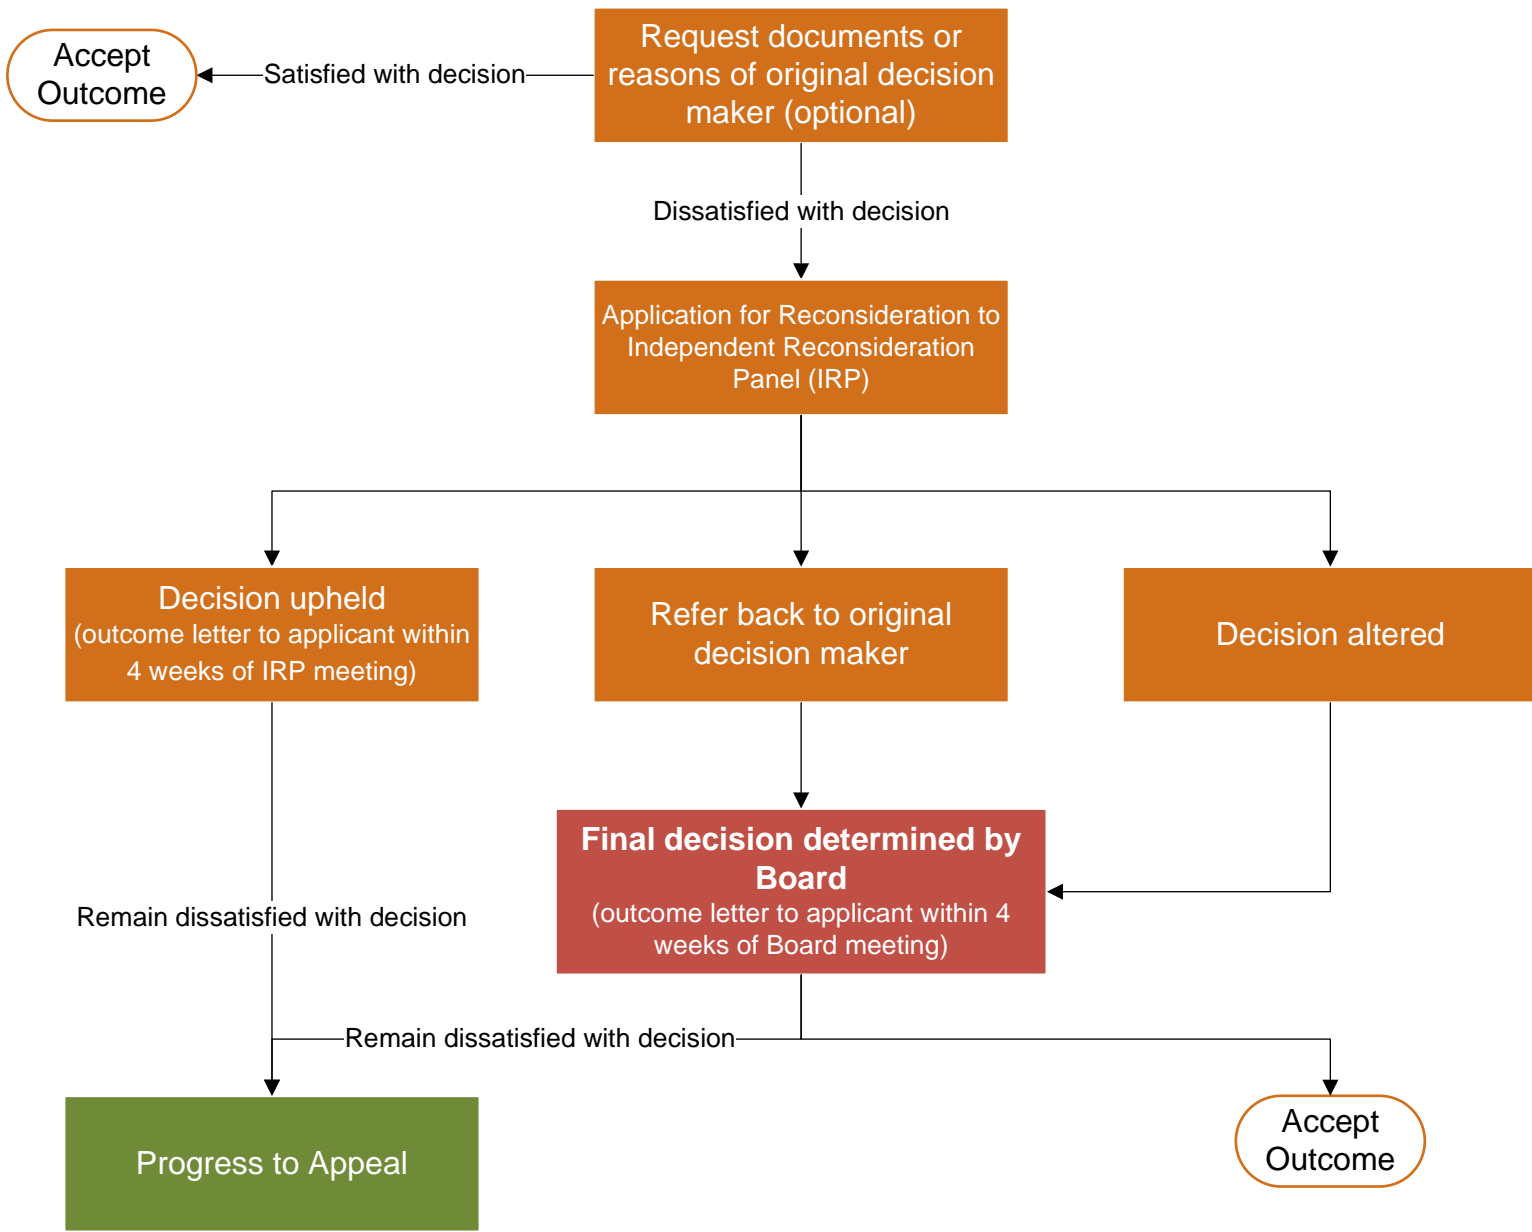 Accept
Outcome
Satisfied with decision
Request documents or
reasons of original decision
maker (optional)
Dissatisfied with decision
Application for Reconsideration to
Independent Reconsideration
Panel (IRP)
Decision upheld
(outcome letter to applicant within
4 weeks of IRP meeting)
Refer back to original
decision maker
Decision altered
Final decision determined by
Board
(outcome letter to applicant within 4
weeks of Board meeting)
Remain dissatisfied with decision
Remain dissatisfied with decision
Progress to Appeal
Accept
Outcome